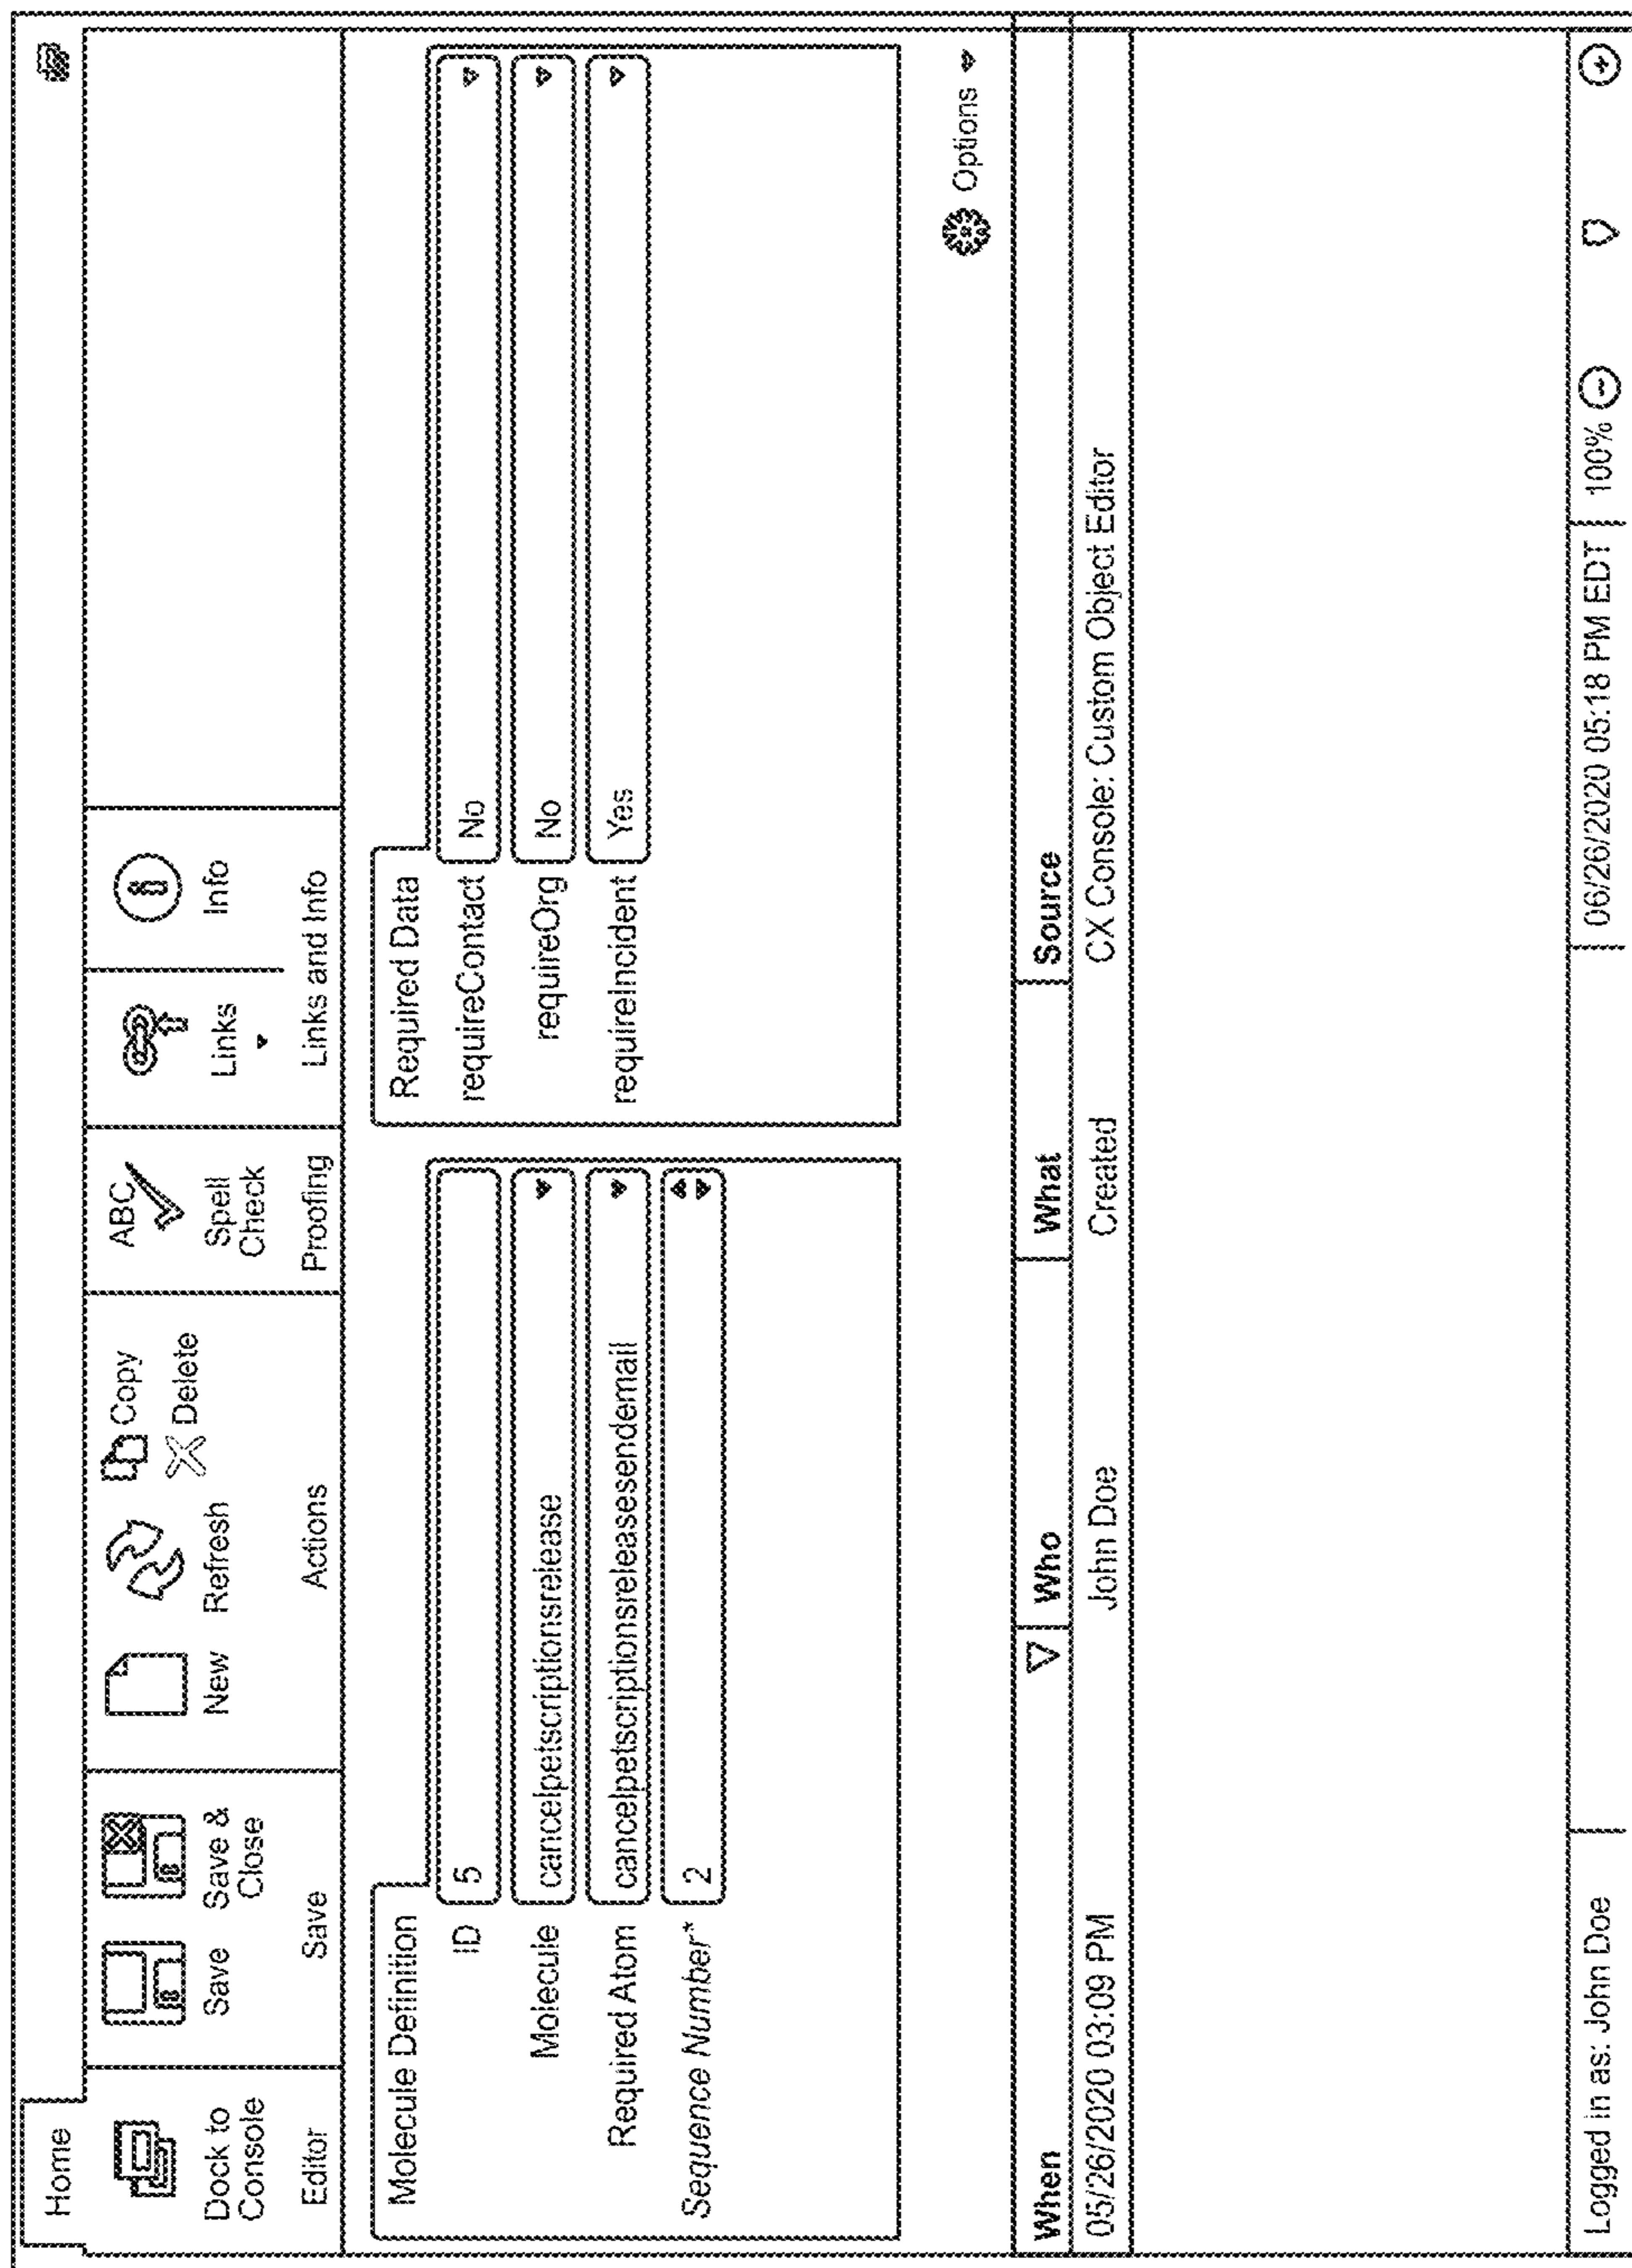 Home
Dock to
Console
Editor
Save
Save &
Close
Save
New
Refresh
Copy
Delete
Actions
ABC
Spell
Check
Proofing
Links
Info
Links and Info
Molecule Definition
ID 5
Molecule cancelpetscriptionsrelease
Required Atom cancelpetscriptionsreleasesendemail
Sequence Number* 2
Required Data
requireContact No
requireOrg No
requireIncident Yes
Options
When Who What Source
05/26/2020 03:09 PM John Doe Created CX Console: Custom Object Editor
Logged in as: John Doe 06/26/2020 05:18 PM EDT 100%